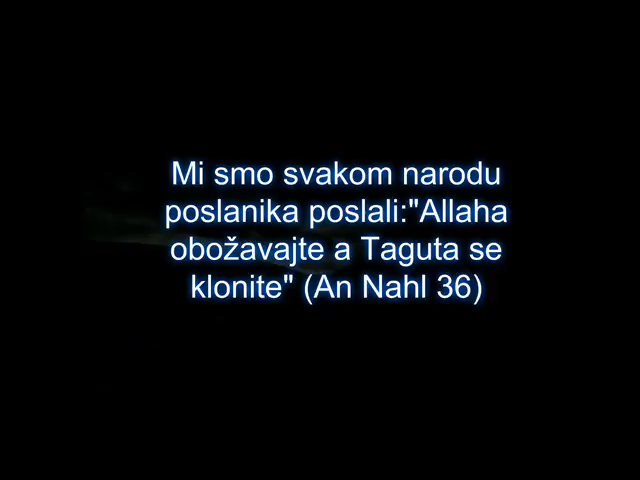 Mi smo svakom narodu
poslanika poslali:"Allaha
obožavajte a Taguta se
klonite" (An Nahl 36)